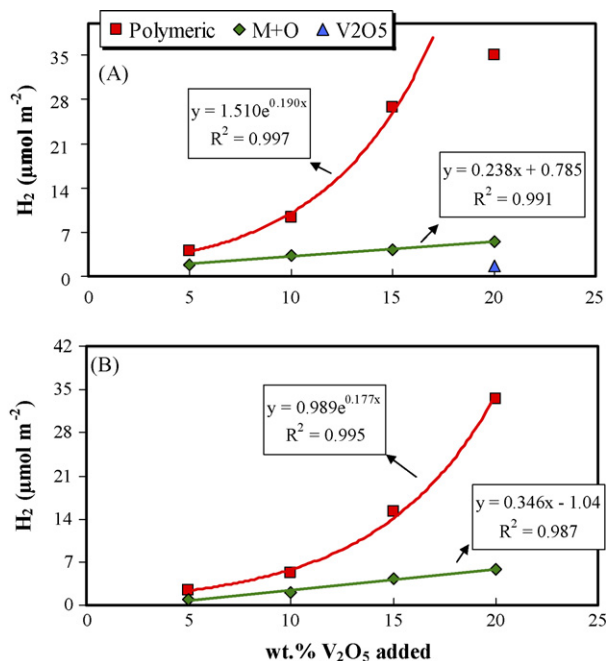 Polymeric M+O V2O5
(A)
35
28
21
14
7
0
H₂ (μmol m⁻²)
y = 1.510e^0.190x
R² = 0.997
y = 0.238x + 0.785
R² = 0.991
0 5 10 15 20 25
(B)
42
35
28
21
14
7
0
H₂ (μmol m⁻²)
y = 0.989e^0.177x
R² = 0.995
y = 0.346x - 1.04
R² = 0.987
0 5 10 15 20 25
wt.% V₂O₅ added